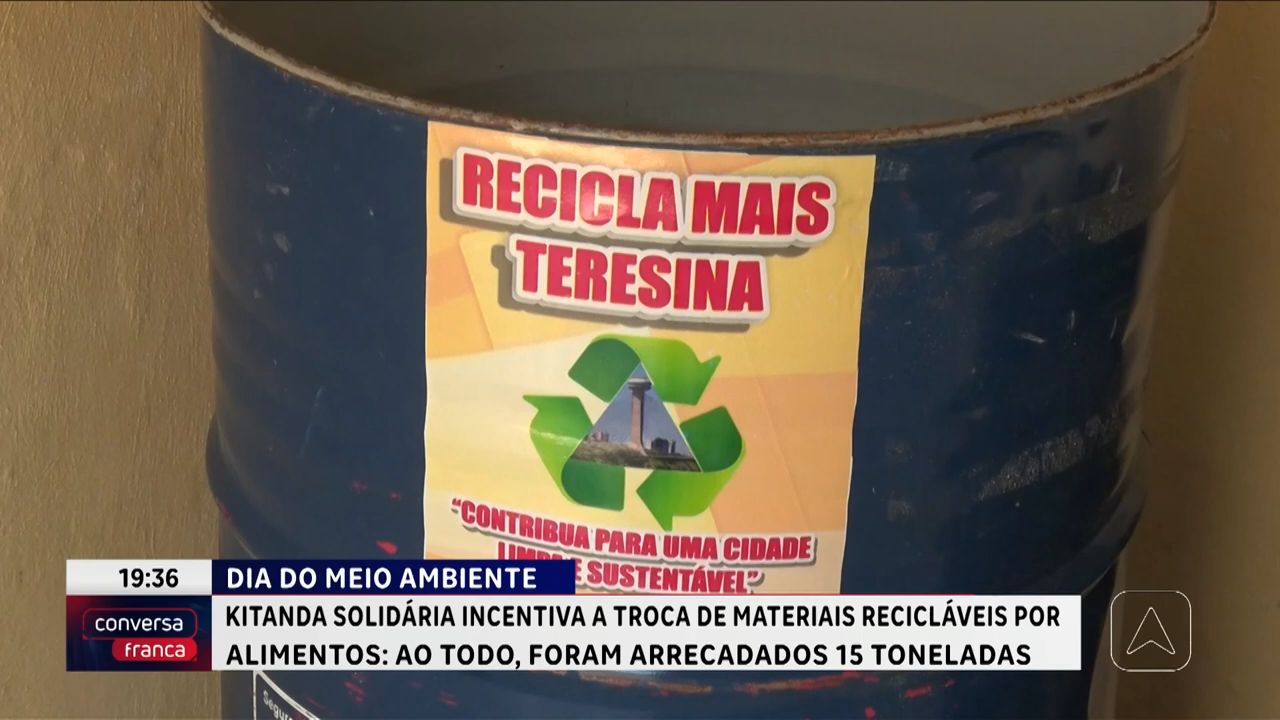 RECICLA MAIS
TERESINA
"CONTRIBUA PARA UMA CIDADE
LIMPA E SUSTENTÁVEL"
19:36
DIA DO MEIO AMBIENTE
conversa
franca
KITANDA SOLIDÁRIA INCENTIVA A TROCA DE MATERIAIS RECICLÁVEIS POR
ALIMENTOS: AO TODO, FORAM ARRECADADOS 15 TONELADAS